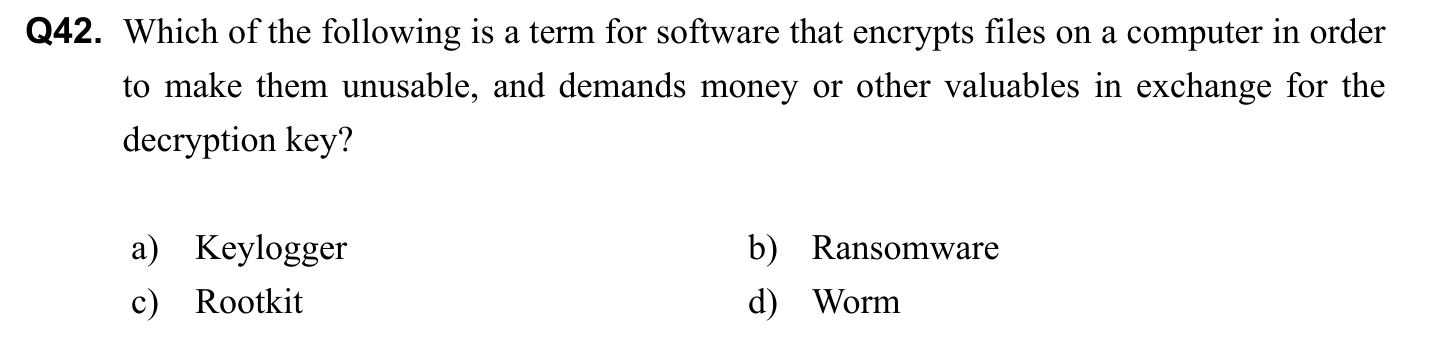 Q42. Which of the following is a term for software that encrypts files on a computer in order
to make them unusable, and demands money or other valuables in exchange for the
decryption key?
a) Keylogger b) Ransomware
c) Rootkit d) Worm